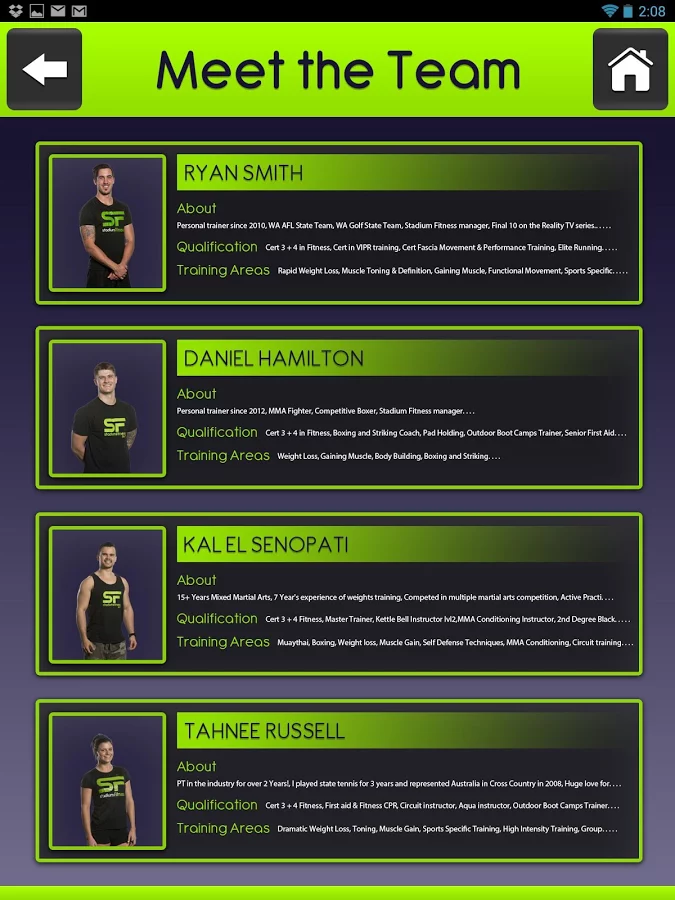 2:08
Meet the Team
RYAN SMITH
About
Personal trainer since 2010, WA AFL State Team, WA Golf State Team, Stadium Fitness manager, Final 10 on the Reality TV series......
Qualification Cert 3 + 4 in Fitness, Cert in VIPR training, Cert Fascia Movement & Performance Training, Elite Running.....
Training Areas Rapid Weight Loss, Muscle Toning & Definition, Gaining Muscle, Functional Movement, Sports Specific.....
SF
DANIEL HAMILTON
About
Personal trainer since 2012, MMA Fighter, Competitive Boxer, Stadium Fitness manager....
Qualification Cert 3 + 4 in Fitness, Boxing and Striking Coach, Pad Holding, Outdoor Boot Camps Trainer, Senior First Aid....
Training Areas Weight Loss, Gaining Muscle, Body Building, Boxing and Striking....
SF
KAL EL SENOPATI
About
15+ Years Mixed Martial Arts, 7 Year's experience of weights training, Competed in multiple martial arts competition, Active Practi.....
Qualification Cert 3 + 4 Fitness, Master Trainer, Kettle Bell Instructor lvl2,MMA Conditioning Instructor, 2nd Degree Black.....
Training Areas Muaythai, Boxing, Weight loss, Muscle Gain, Self Defense Techniques, MMA Conditioning, Circuit training.....
SF
TAHNEE RUSSELL
About
PT in the industry for over 2 Years!, I played state tennis for 3 years and represented Australia in Cross Country in 2008, Huge love for.....
Qualification Cert 3 + 4 Fitness, First aid & Fitness CPR, Circuit instructor, Aqua instructor, Outdoor Boot Camps Trainer.....
Training Areas Dramatic Weight Loss, Toning, Muscle Gain, Sports Specific Training, High Intensity Training, Group.....
SF